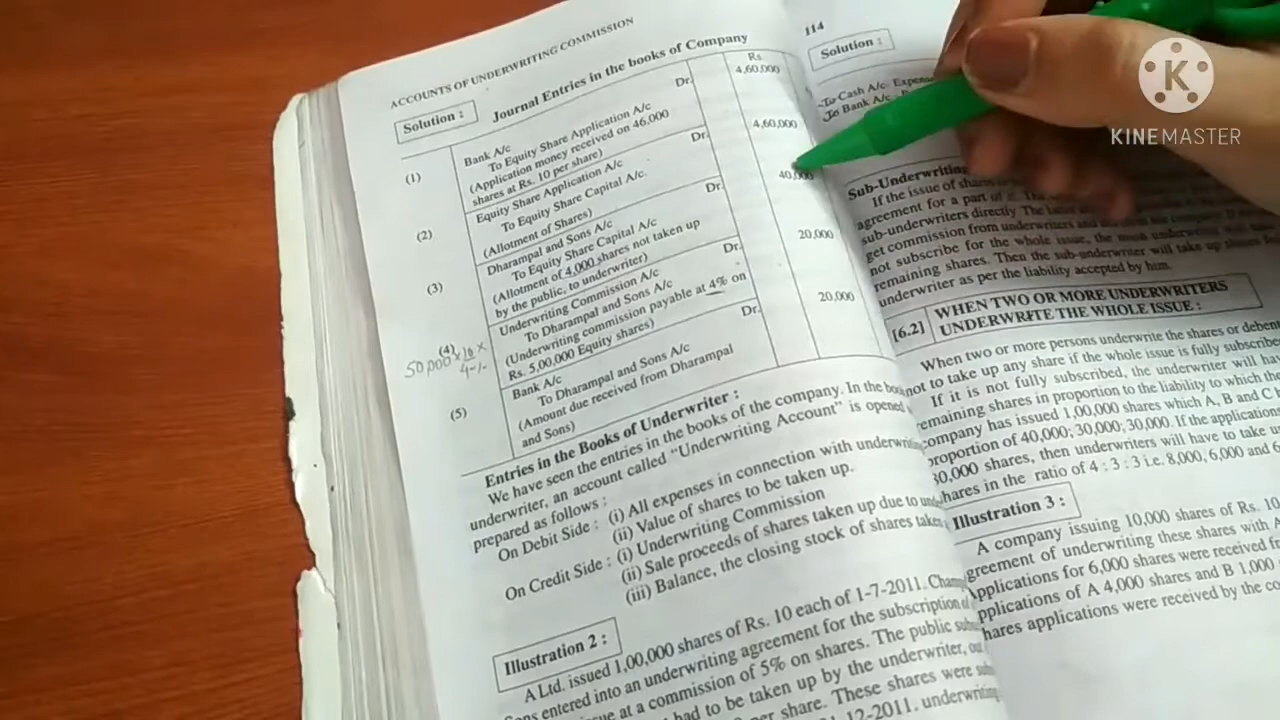 ACCOUNTS OF UNDERWRITING COMMISSION
Solution : Journal Entries in the books of Company
Rs.
(1) Bank A/c Dr. 4,60,000
To Equity Share Application A/c
(Application money received on 46,000
shares at Rs. 10 per share)
(2) Equity Share Application A/c Dr. 4,60,000
To Equity Share Capital A/c.
(Allotment of Shares)
(3) Dharampal and Sons A/c Dr. 40,000
To Equity Share Capital A/c
(Allotment of 4,000 shares not taken up
by the public, to underwriter)
(4) Underwriting Commission A/c Dr. 20,000
To Dharampal and Sons A/c
(Underwriting commission payable at 4% on
Rs. 5,00,000 Equity shares)
50,000 × 10 ×
4%
(5) Bank A/c Dr. 20,000
To Dharampal and Sons A/c
(Amount due received from Dharampal
and Sons)
Entries in the Books of Underwriter :
We have seen the entries in the books of the company. In the
underwriter, an account called "Underwriting Account" is opened
prepared as follows :
On Debit Side : (i) All expenses in connection with
(ii) Value of shares to be taken up.
On Credit Side : (i) Underwriting Commission
(ii) Sale proceeds of shares taken up due to
(iii) Balance, the closing stock of shares taken
Illustration 2 :
A Ltd. issued 1,00,000 shares of Rs. 10 each of 1-7-2011.
entered into an underwriting agreement for the subscription of
at a commission of 5% on shares. The public
had to be taken up by the underwriter,
per share. These shares were
12-2011. underwriting
114
Solution :
To Cash A/c
To Bank A/c
Sub-Underwriting
If the issue of
agreement for a part of
sub-underwriters directly
get commission from underwriters and
not subscribe for the whole issue, the
remaining shares. Then the sub-underwriter will take up shares
underwriter as per the liability accepted by him.
[6.2] WHEN TWO OR MORE UNDERWRITERS
UNDERWRITE THE WHOLE ISSUE :
When two or more persons underwrite the shares or
not to take up any share if the whole issue is fully
If it is not fully subscribed, the underwriter will
remaining shares in proportion to the liability to which
company has issued 1,00,000 shares which A, B and C
proportion of 40,000; 30,000; 30,000. If the
shares, then underwriters will have to take
shares in the ratio of 4 : 3 : 3 i.e. 8,000, 6,000 and
Illustration 3 :
A company issuing 10,000 shares of Rs. 10
agreement of underwriting these shares with
Applications for 6,000 shares were received
applications of A 4,000 shares and B 1,000
shares applications were received by the
K
KINEMASTER